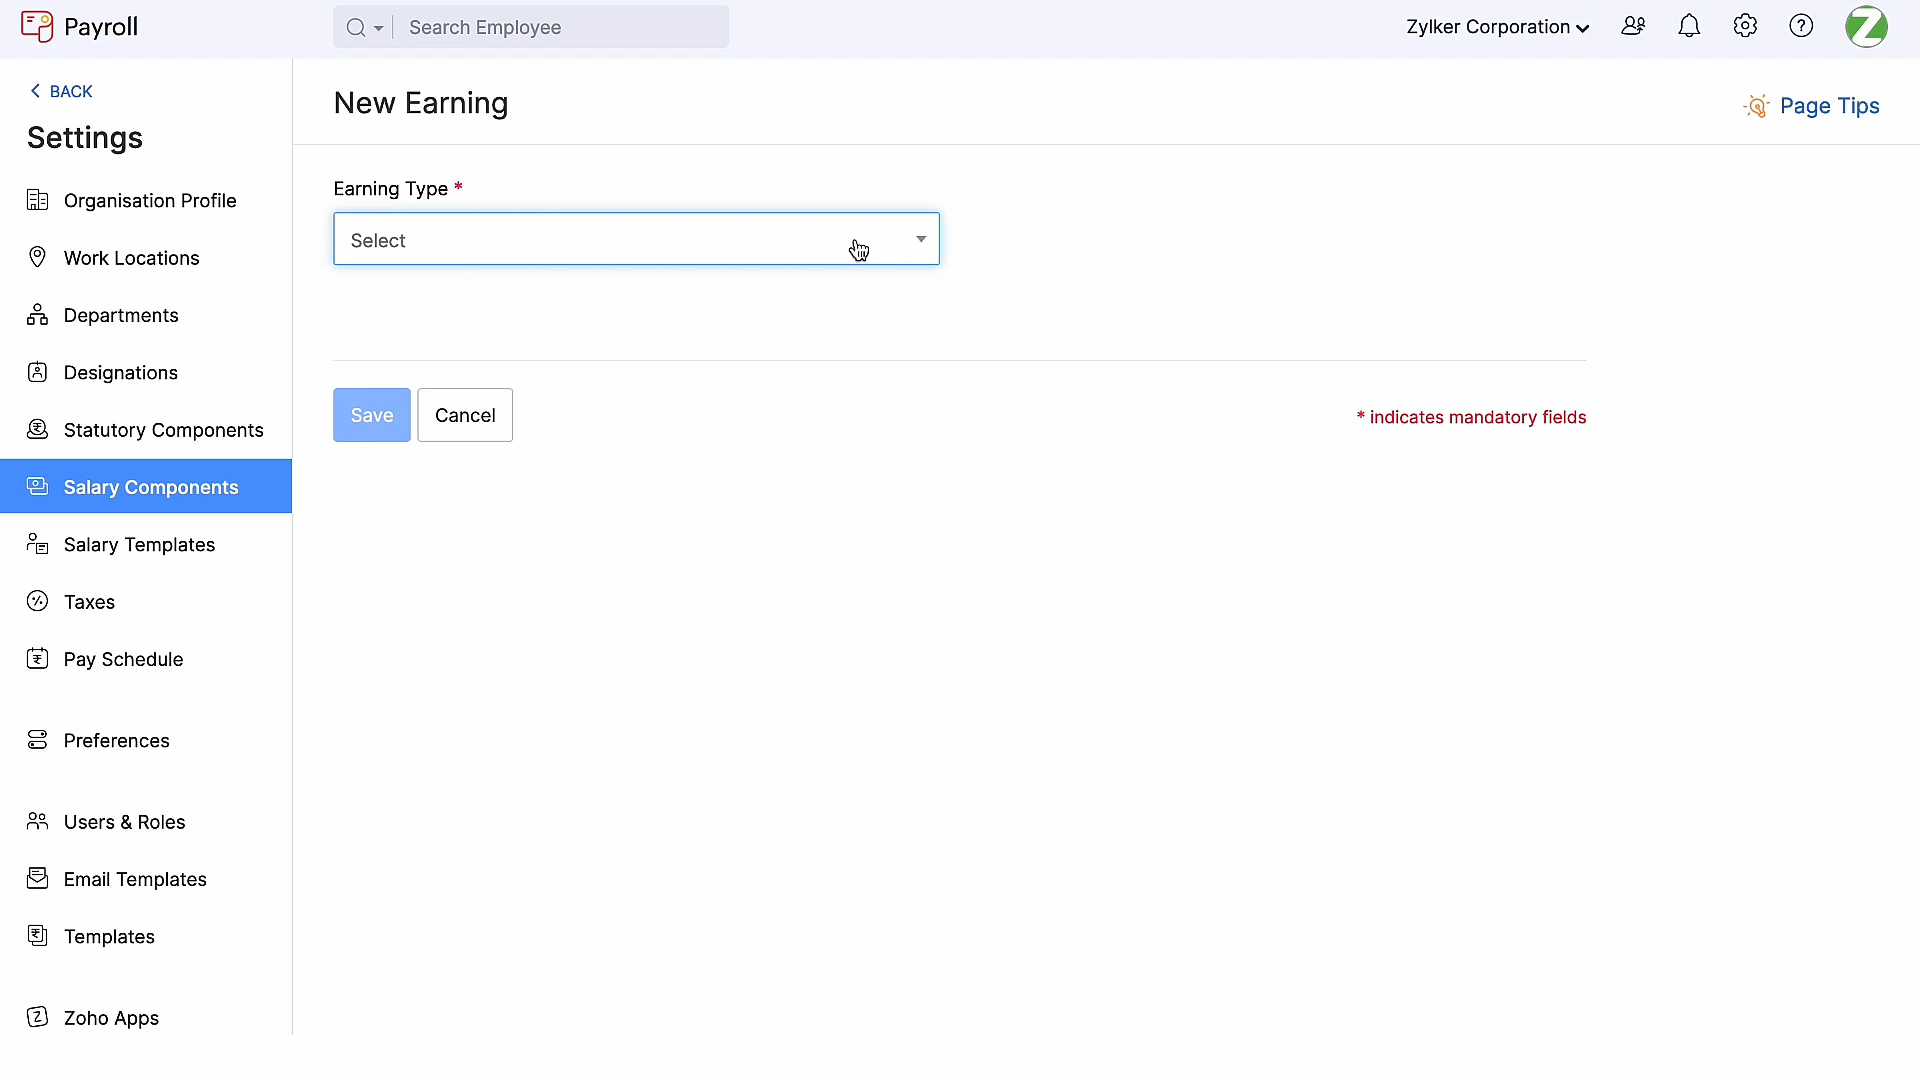 Payroll
Search Employee
Zylker Corporation
BACK
Settings
Organisation Profile
Work Locations
Departments
Designations
Statutory Components
Salary Components
Salary Templates
Taxes
Pay Schedule
Preferences
Users & Roles
Email Templates
Templates
Zoho Apps
New Earning
Page Tips
Earning Type *
Select
Save
Cancel
* indicates mandatory fields